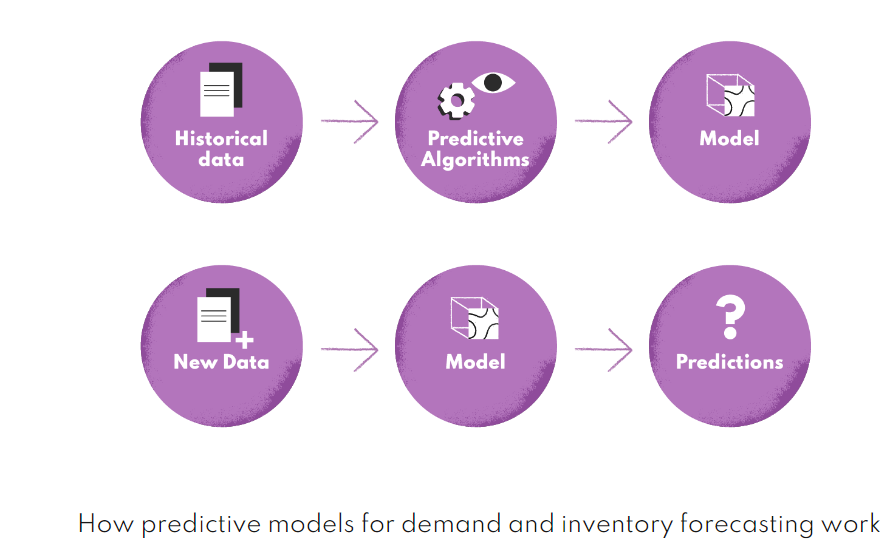 Historical
data
Predictive
Algorithms
Model
New Data
Model
?
Predictions
How predictive models for demand and inventory forecasting work